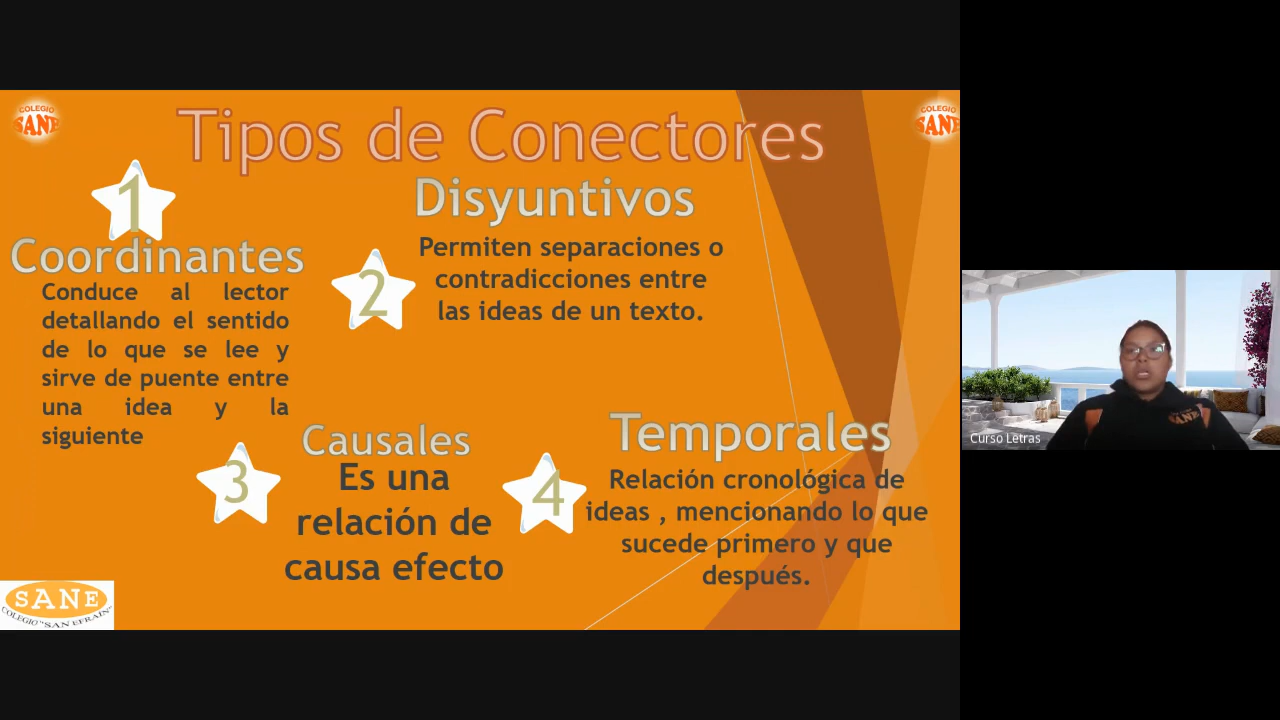 COLEGIO
SANE
COLEGIO
SANE
Tipos de Conectores
1
Coordinantes
Conduce al lector
detallando el sentido
de lo que se lee y
sirve de puente entre
una idea y la
siguiente
2
Disyuntivos
Permiten separaciones o
contradicciones entre
las ideas de un texto.
3
Causales
Es una
relación de
causa efecto
4
Temporales
Relación cronológica de
ideas , mencionando lo que
sucede primero y que
después.
SANE
COLEGIO "SAN EFRAIN"
Curso Letras
SANE